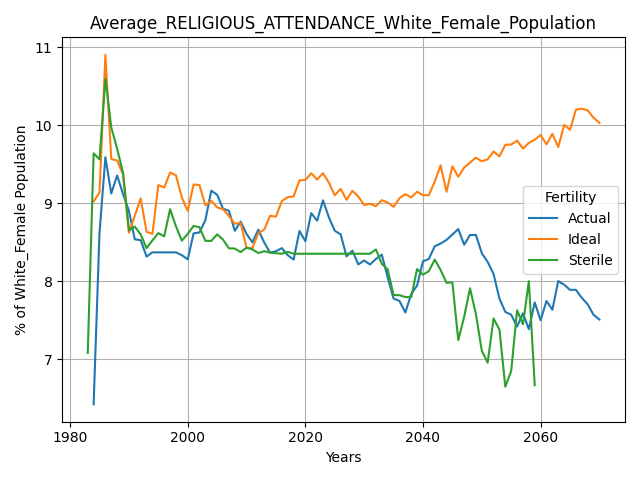 Average_RELIGIOUS_ATTENDANCE_White_Female_Population
% of White_Female Population
11
10
9
8
7
Fertility
Actual
Ideal
Sterile
1980
2000
2020
2040
2060
Years